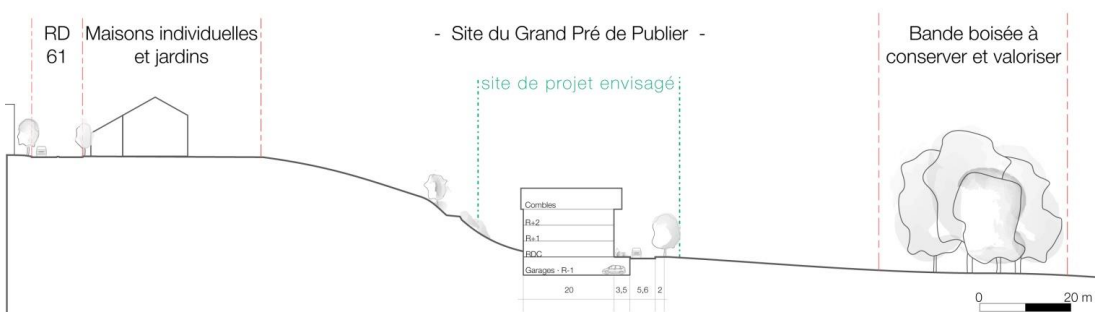 RD
61
Maisons individuelles
et jardins
- Site du Grand Pré de Publier -
Bande boisée à
conserver et valoriser
site de projet envisagé
Combles
R+2
R+1
RDC
Garages - R-1
20 3,5 5,6 2
0 20 m